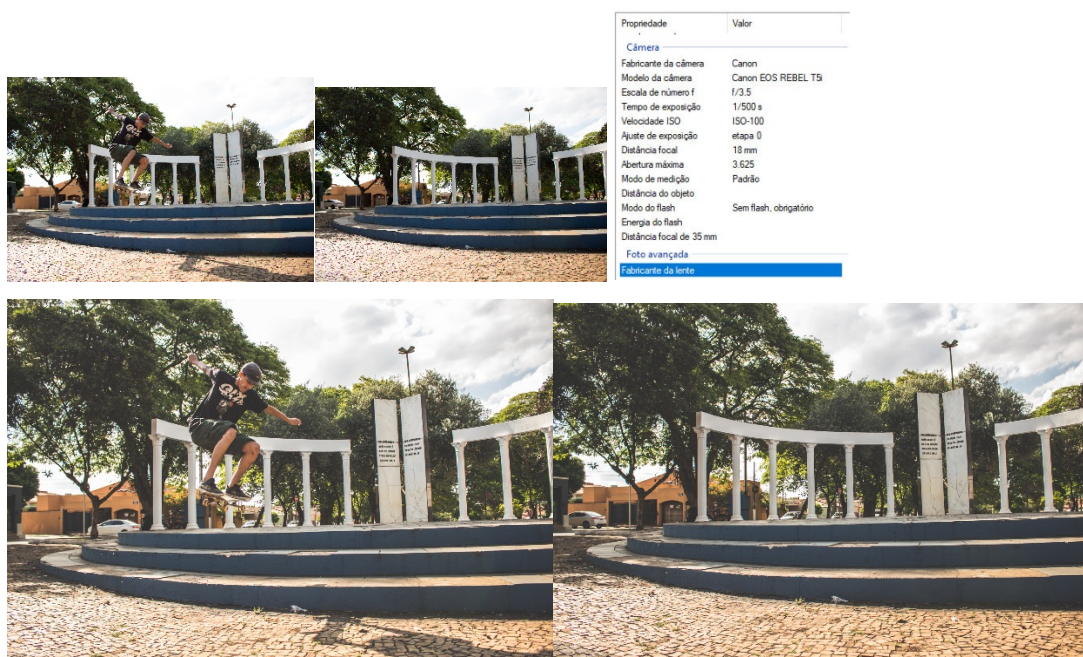 Propriedade Valor
Câmera
Fabricante da câmera Canon
Modelo da câmera Canon EOS REBEL T5i
Escala de número f f/3.5
Tempo de exposição 1/500 s
Velocidade ISO ISO-100
Ajuste de exposição etapa 0
Distância focal 18 mm
Abertura máxima 3.625
Modo de medição Padrão
Distância do objeto
Modo do flash Sem flash, obrigatório
Energia do flash
Distância focal de 35 mm
Foto avançada
Fabricante da lente